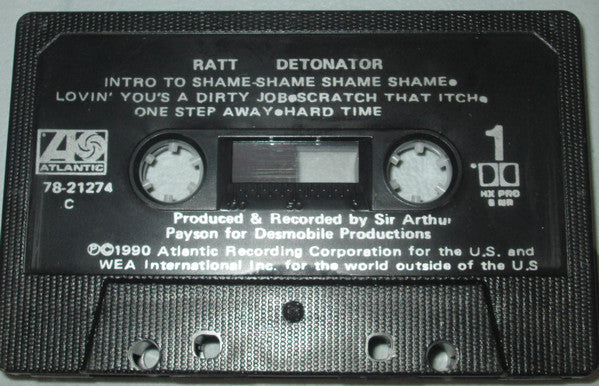 RATT DETONATOR
INTRO TO SHAME-SHAME SHAME SHAME●
LOVIN' YOU'S A DIRTY JOB●SCRATCH THAT ITCH●
ONE STEP AWAY●HARD TIME
ATLANTIC
78-21274
C
1
HX PRO
B NR
Produced & Recorded by Sir Arthur
Payson for Desmobile Productions
ⓅⒸ1990 Atlantic Recording Corporation for the U.S. and
WEA International Inc. for the world outside of the U.S